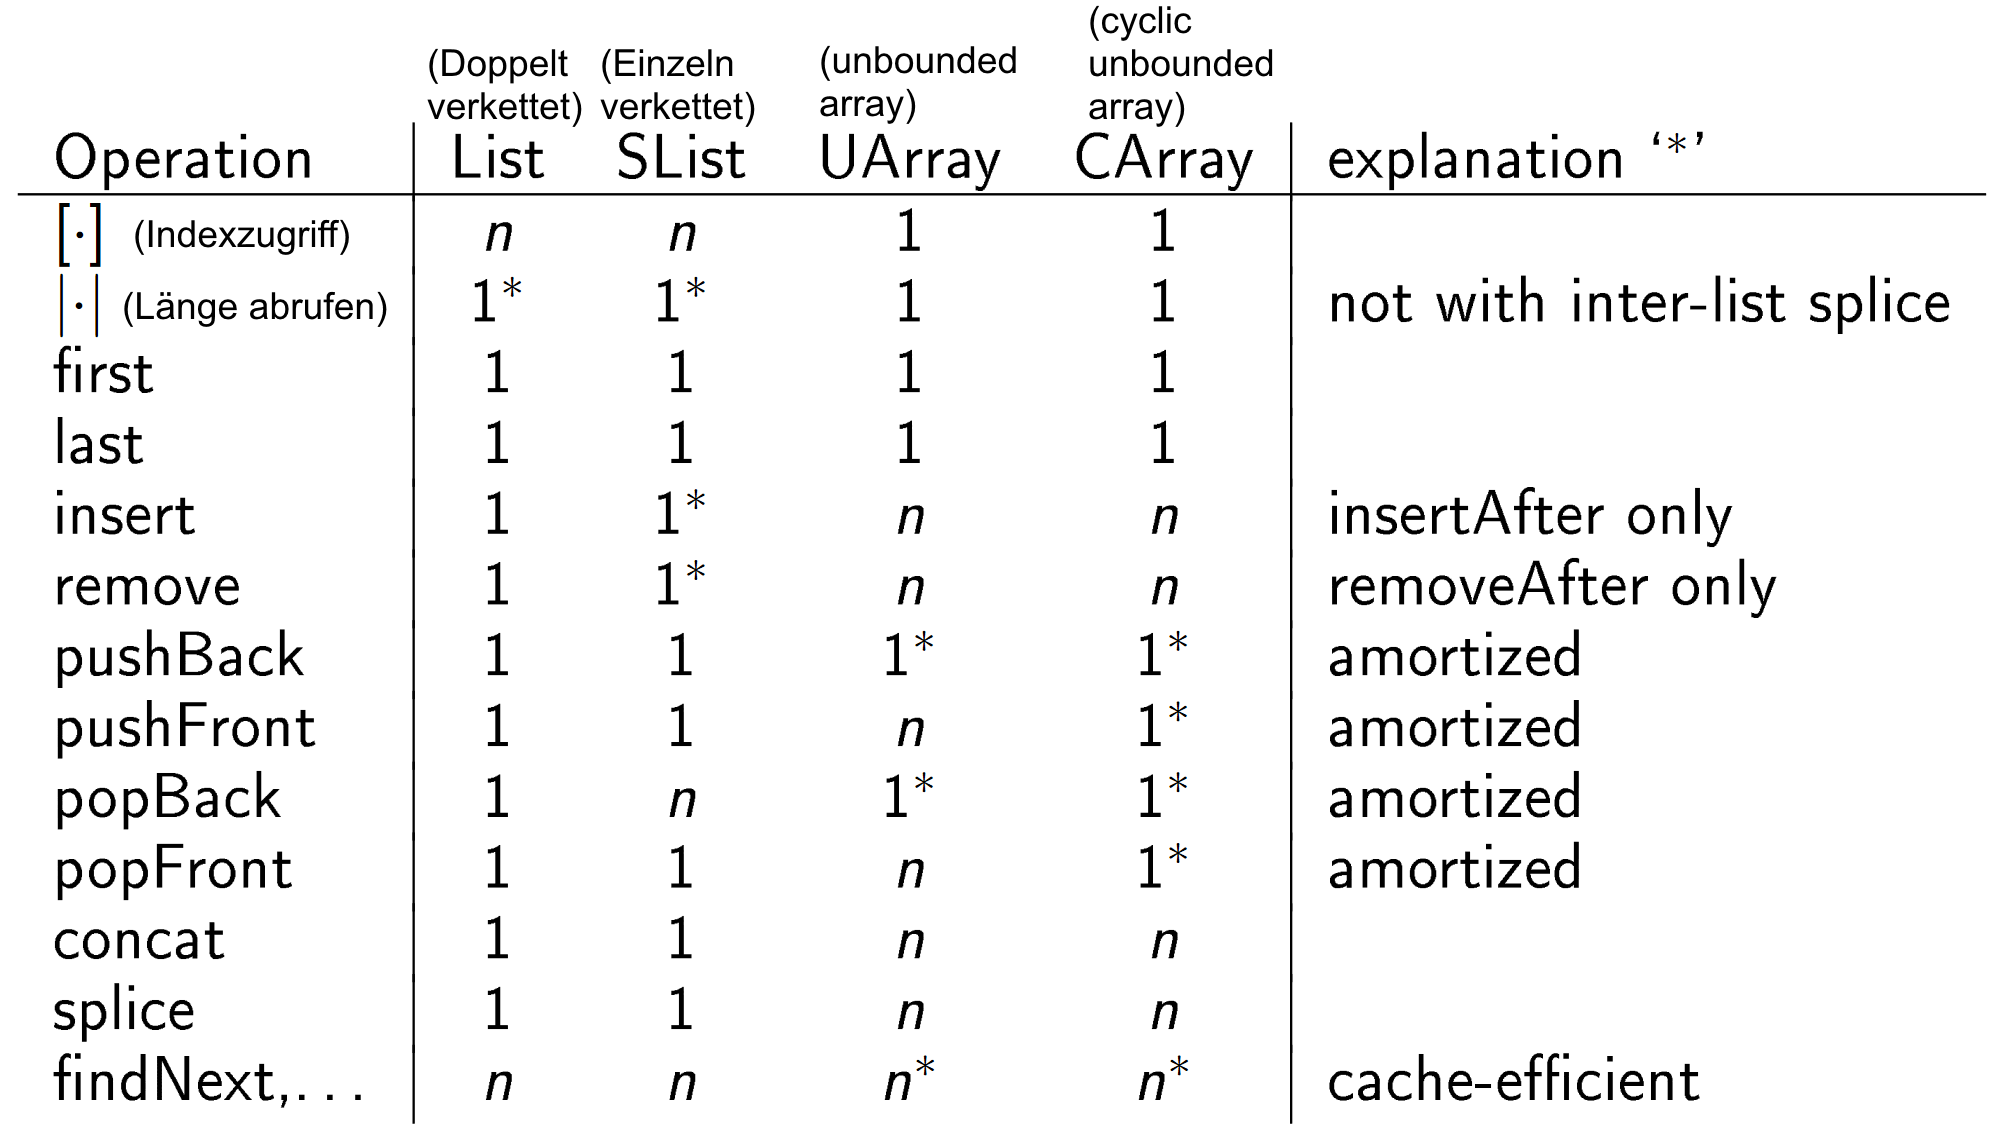 (Doppelt verkettet) (Einzeln verkettet) (unbounded array) (cyclic unbounded array)
Operation List SList UArray CArray explanation ‘*’
[·] (Indexzugriff) n n 1 1
|·| (Länge abrufen) 1* 1* 1 1 not with inter-list splice
first 1 1 1 1
last 1 1 1 1
insert 1 1* n n insertAfter only
remove 1 1* n n removeAfter only
pushBack 1 1 1* 1* amortized
pushFront 1 1 n 1* amortized
popBack 1 n 1* 1* amortized
popFront 1 1 n 1* amortized
concat 1 1 n n
splice 1 1 n n
findNext,... n n n* n* cache-efficient